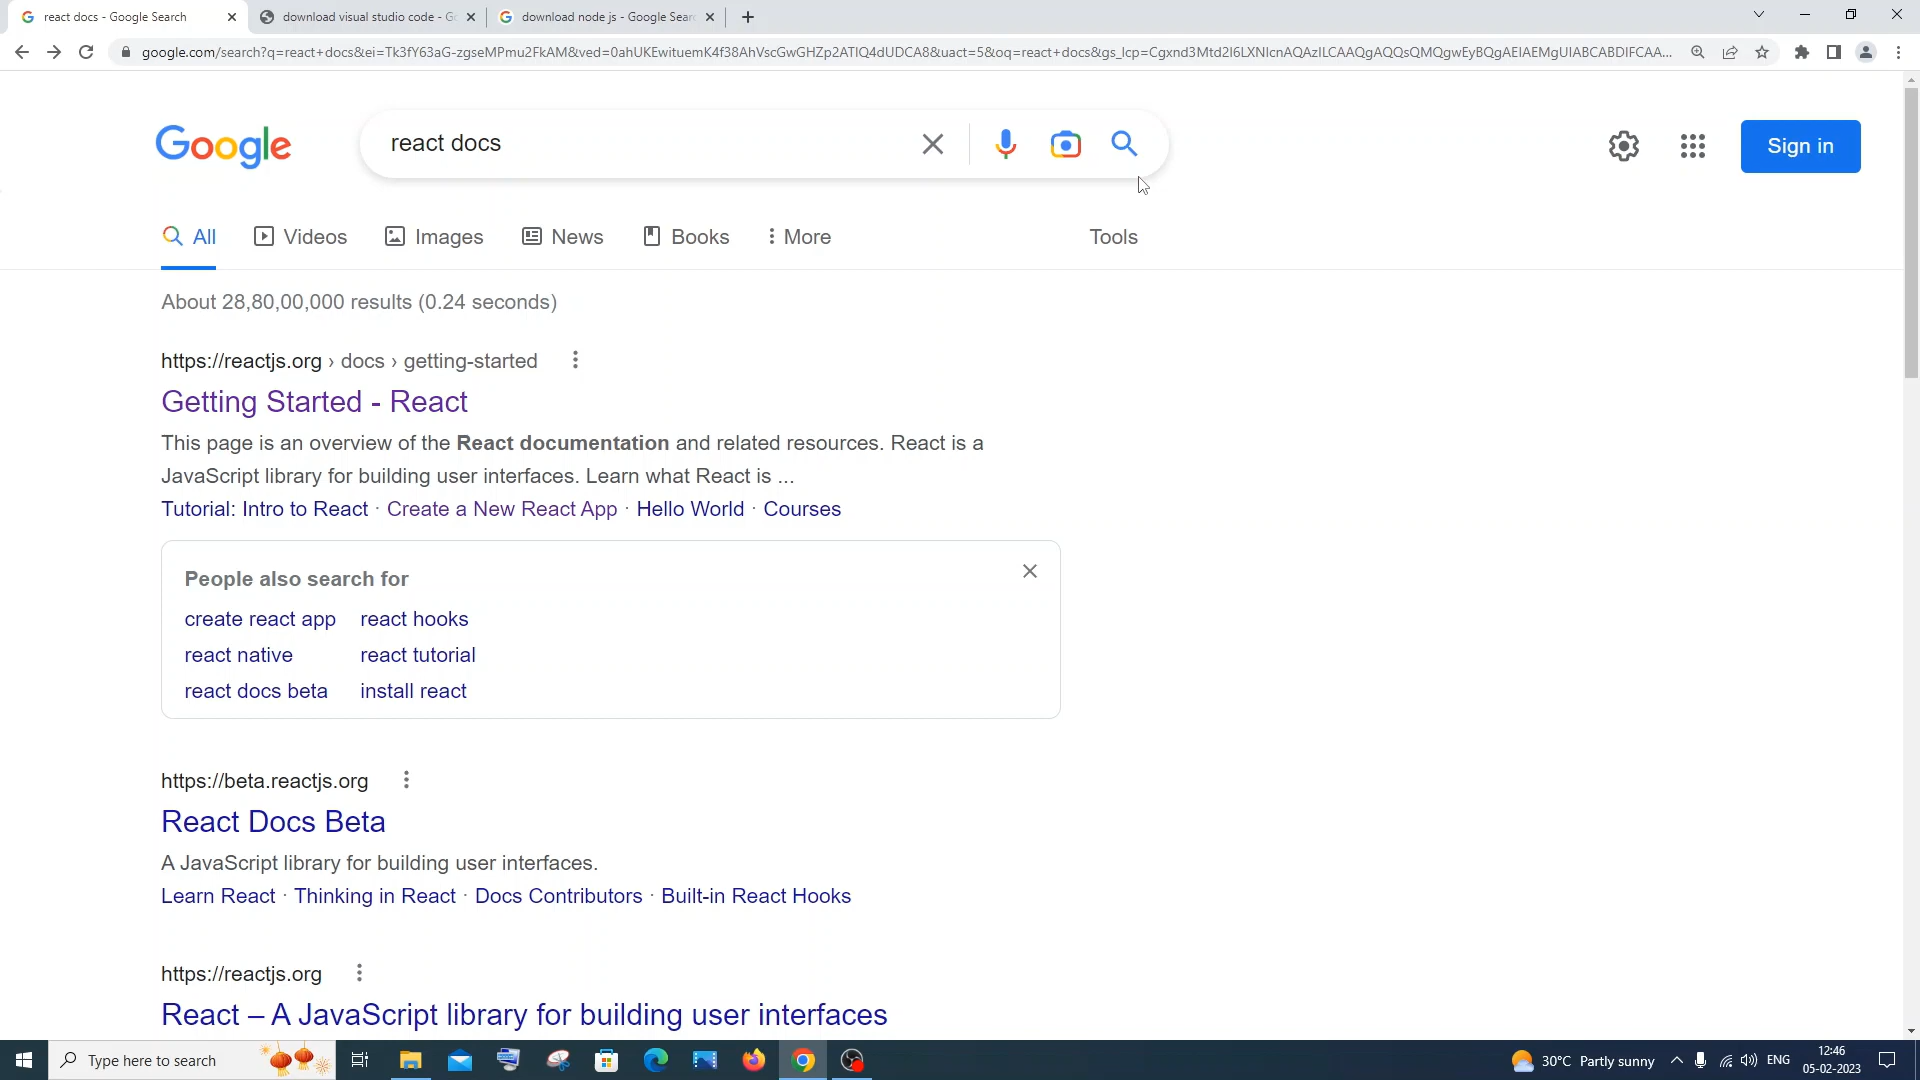 react docs - Google Search
download visual studio code - Go
download node js - Google Sear
google.com/search?q=react+docs&ei=Tk3fY63aG-zgseMPmu2FkAM&ved=0ahUKEwituemK4f38AhVscGwGHZp2ATIQ4dUDCA8&uact=5&oq=react+docs&gs_lcp=Cgxnd3Mtd2l6LXNlcnAQAzILCAAQgAQQsQMQgwEyBQgAEIAEMgUIABCABDIFCAA...
Google
react docs
Sign in
All
Videos
Images
News
Books
More
Tools
About 28,80,00,000 results (0.24 seconds)
https://reactjs.org › docs › getting-started
Getting Started - React
This page is an overview of the React documentation and related resources. React is a
JavaScript library for building user interfaces. Learn what React is ...
Tutorial: Intro to React · Create a New React App · Hello World · Courses
People also search for
create react app
react hooks
react native
react tutorial
react docs beta
install react
https://beta.reactjs.org
React Docs Beta
A JavaScript library for building user interfaces.
Learn React · Thinking in React · Docs Contributors · Built-in React Hooks
https://reactjs.org
React – A JavaScript library for building user interfaces
Type here to search
30°C Partly sunny
ENG
12:46
05-02-2023